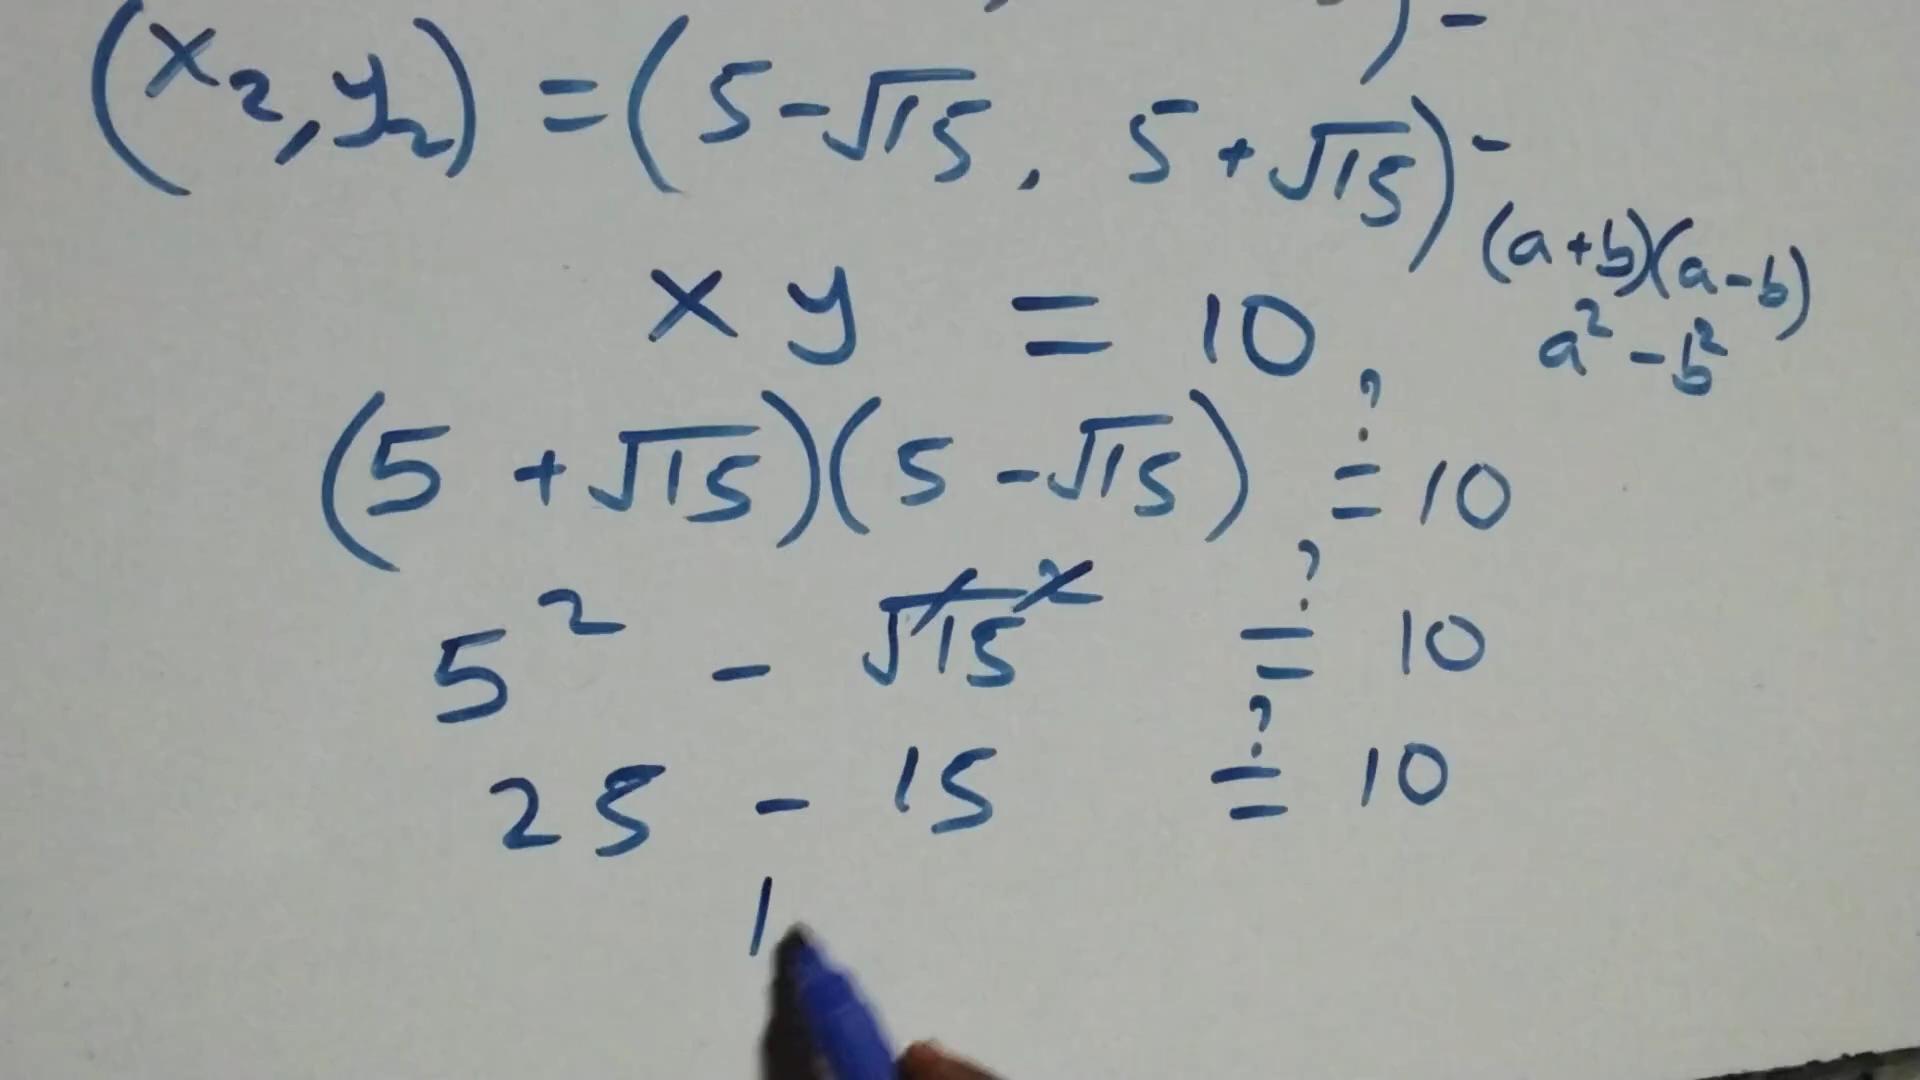 ) -
(x₂, y₂) = (5 - √15, 5 + √15) -
(a + b)(a - b)
a² - b²
x y = 10
(5 + √15)(5 - √15) ≟ 10
5² - √15² ≟ 10
25 - 15 ≟ 10
1